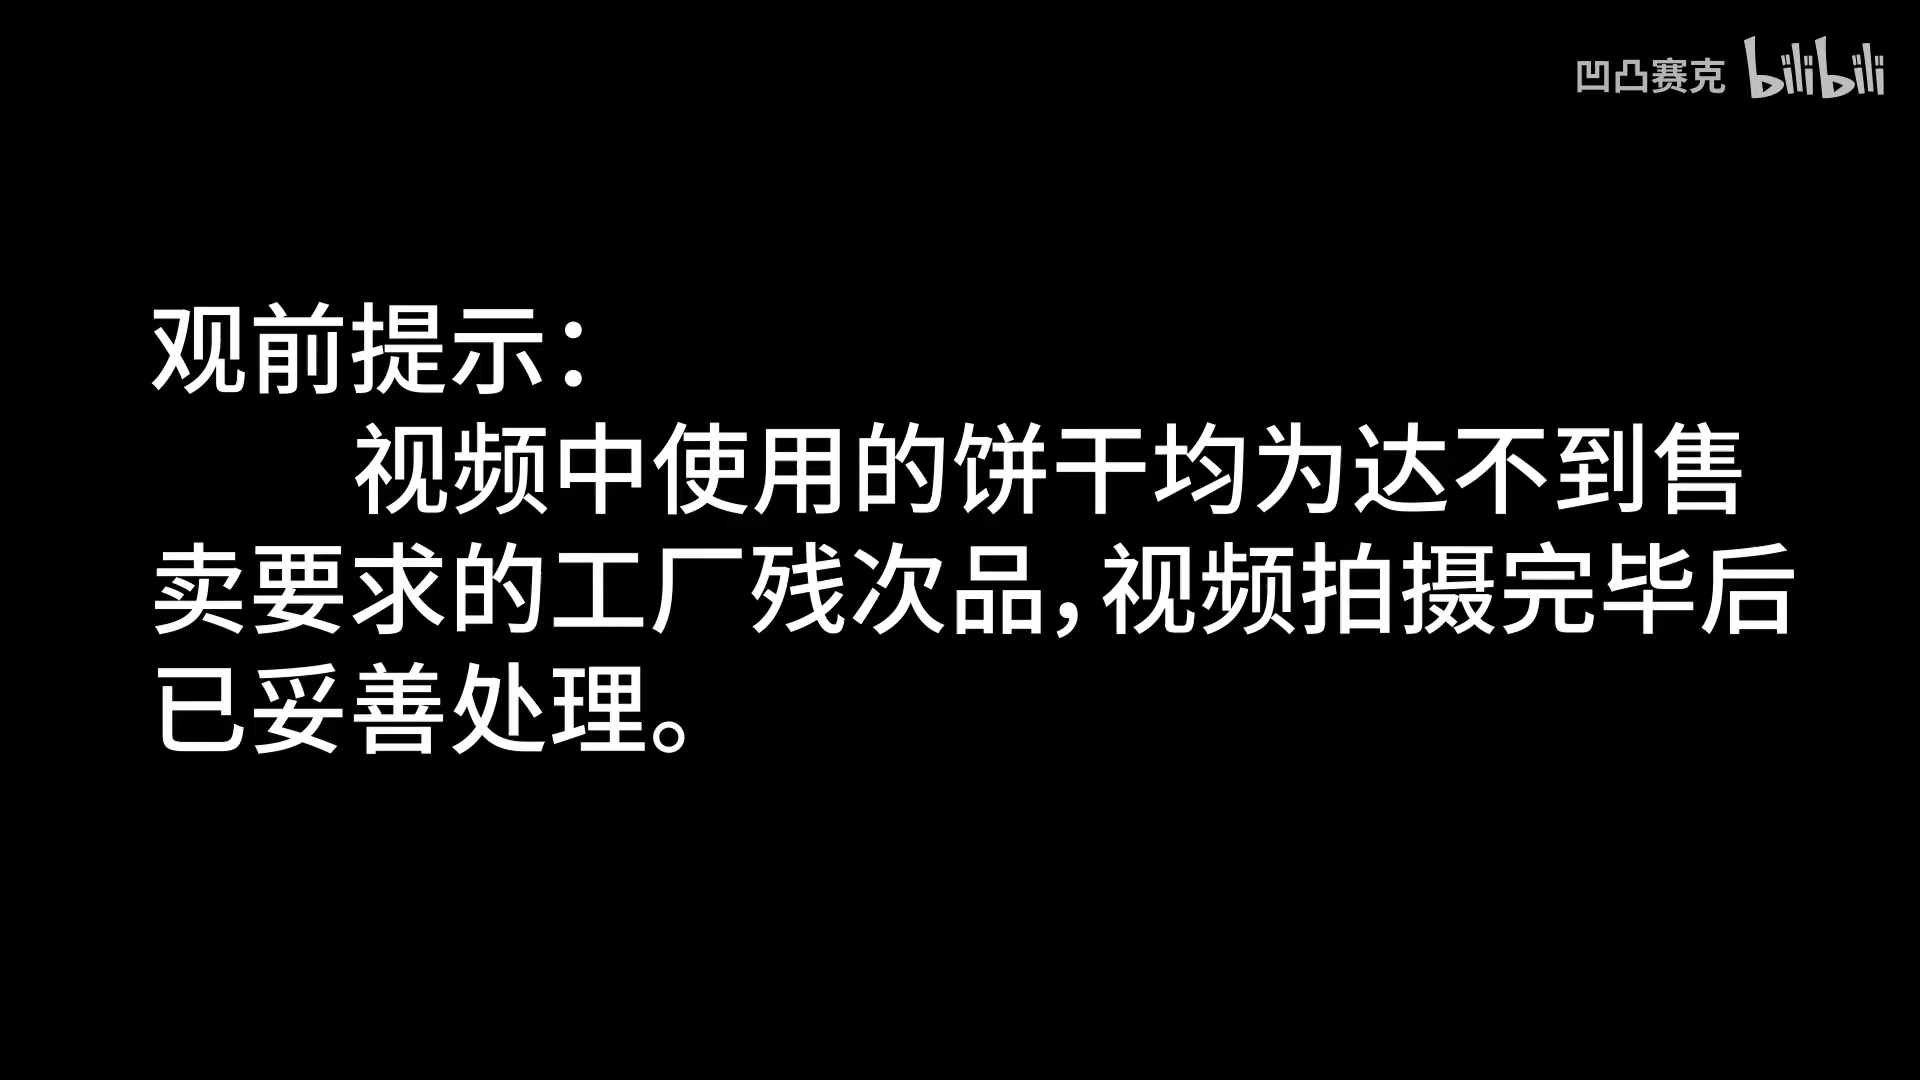 凹凸赛克 bilibili
观前提示：
视频中使用的饼干均为达不到售
卖要求的工厂残次品，视频拍摄完毕后
已妥善处理。